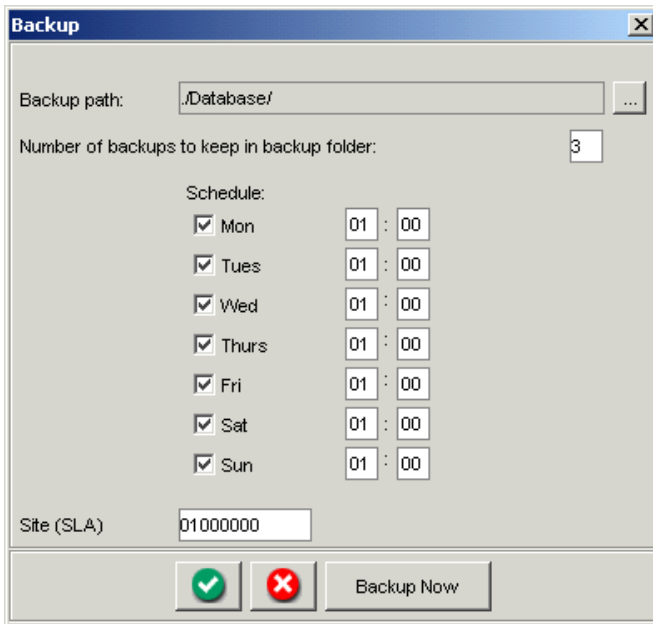 Backup
Backup path: ./Database/ ...
Number of backups to keep in backup folder: 3
Schedule:
Mon 01 : 00
Tues 01 : 00
Wed 01 : 00
Thurs 01 : 00
Fri 01 : 00
Sat 01 : 00
Sun 01 : 00
Site (SLA) 01000000
Backup Now